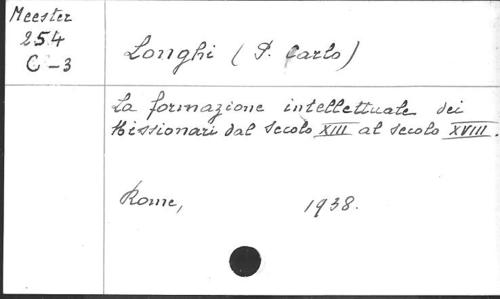 Meester
254
C-3
Longhi (P. Carlo)
La formazione intellettuale dei
Missionari dal secolo XIII al secolo XVIII.
Rome, 1938.